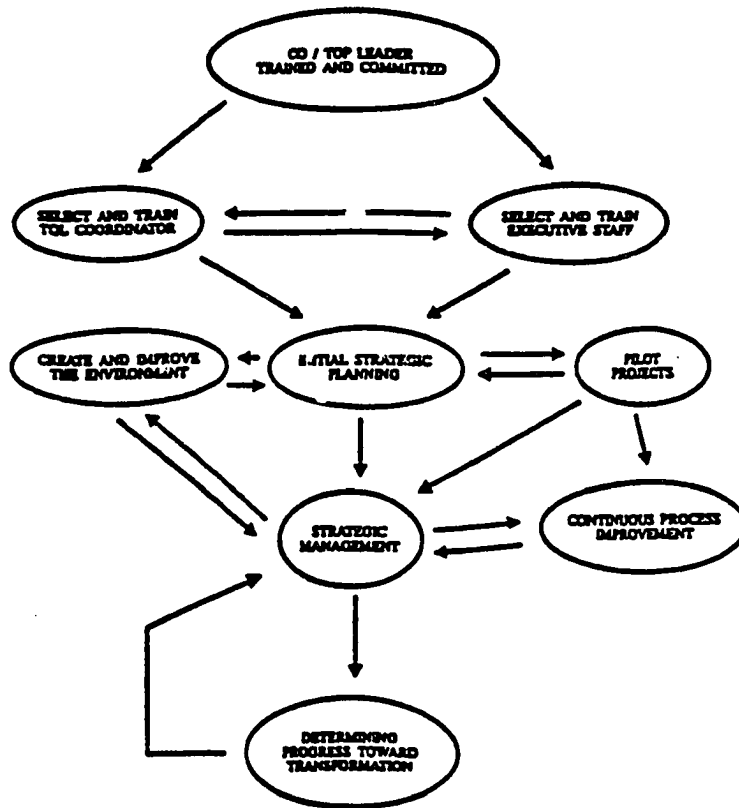 CO / TOP LEADER
TRAINED AND COMMITTED
SELECT AND TRAIN
TQL COORDINATOR
SELECT AND TRAIN
EXECUTIVE STAFF
CREATE AND IMPROVE
THE ENVIRONMENT
INITIAL STRATEGIC
PLANNING
PILOT
PROJECTS
STRATEGIC
MANAGEMENT
CONTINUOUS PROCESS
IMPROVEMENT
DETERMINING
PROGRESS TOWARD
TRANSFORMATION